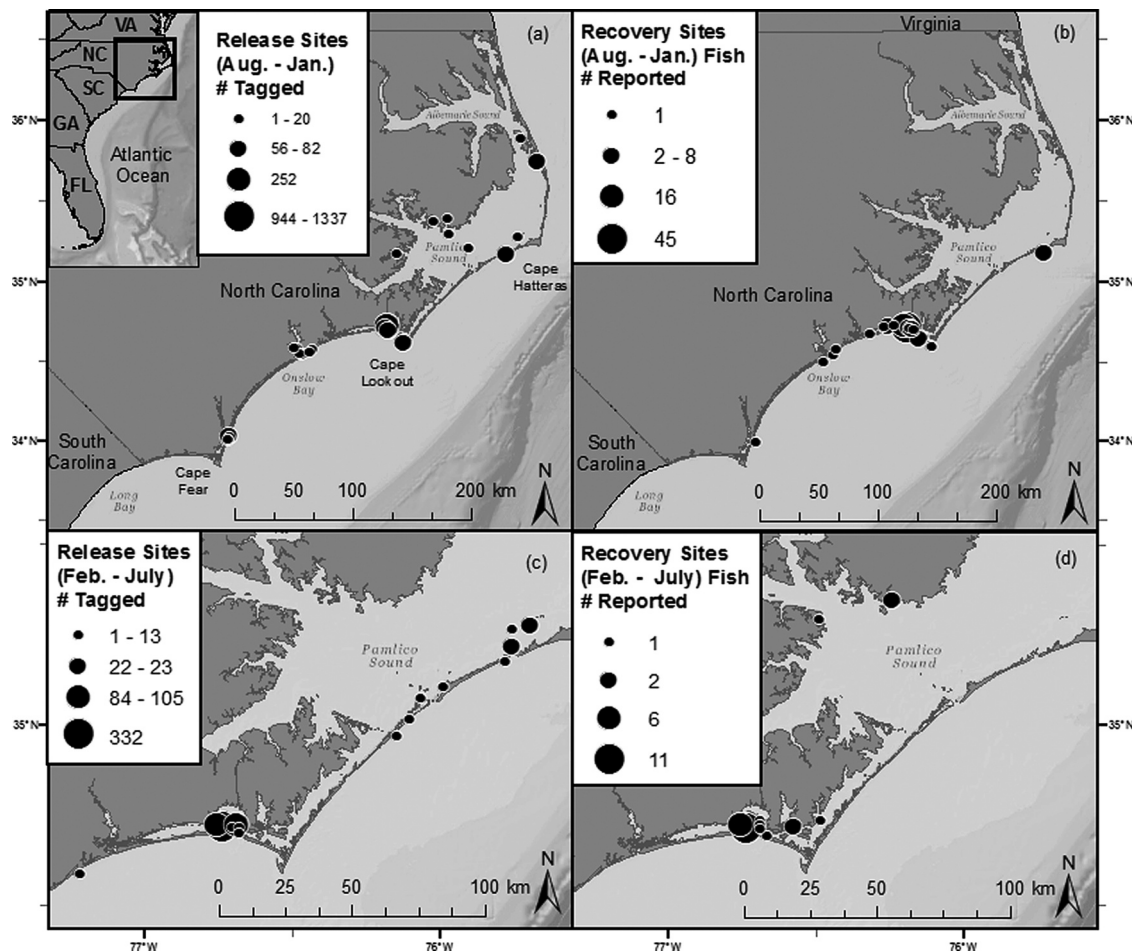 VA
NC
SC
GA
FL
Atlantic
Ocean
Release Sites
(Aug. - Jan.)
# Tagged
1 - 20
56 - 82
252
944 - 1337
(a)
Albemarle Sound
Pamlico
Sound
Cape
Hatteras
North Carolina
Cape
Lookout
Onslow
Bay
South
Carolina
Cape
Fear
Long
Bay
0 50 100 200 km
N
36°N
35°N
34°N
Recovery Sites
(Aug. - Jan.) Fish
# Reported
1
2 - 8
16
45
Virginia
(b)
Albemarle Sound
Pamlico
Sound
North Carolina
Onslow
Bay
South
Carolina
Long
Bay
0 50 100 200 km
N
36°N
35°N
34°N
Release Sites
(Feb. - July)
# Tagged
1 - 13
22 - 23
84 - 105
332
(c)
Pamlico
Sound
35°N
0 25 50 100 km
N
77°W
76°W
Recovery Sites
(Feb. - July) Fish
# Reported
1
2
6
11
(d)
Pamlico
Sound
35°N
0 25 50 100 km
N
77°W
76°W